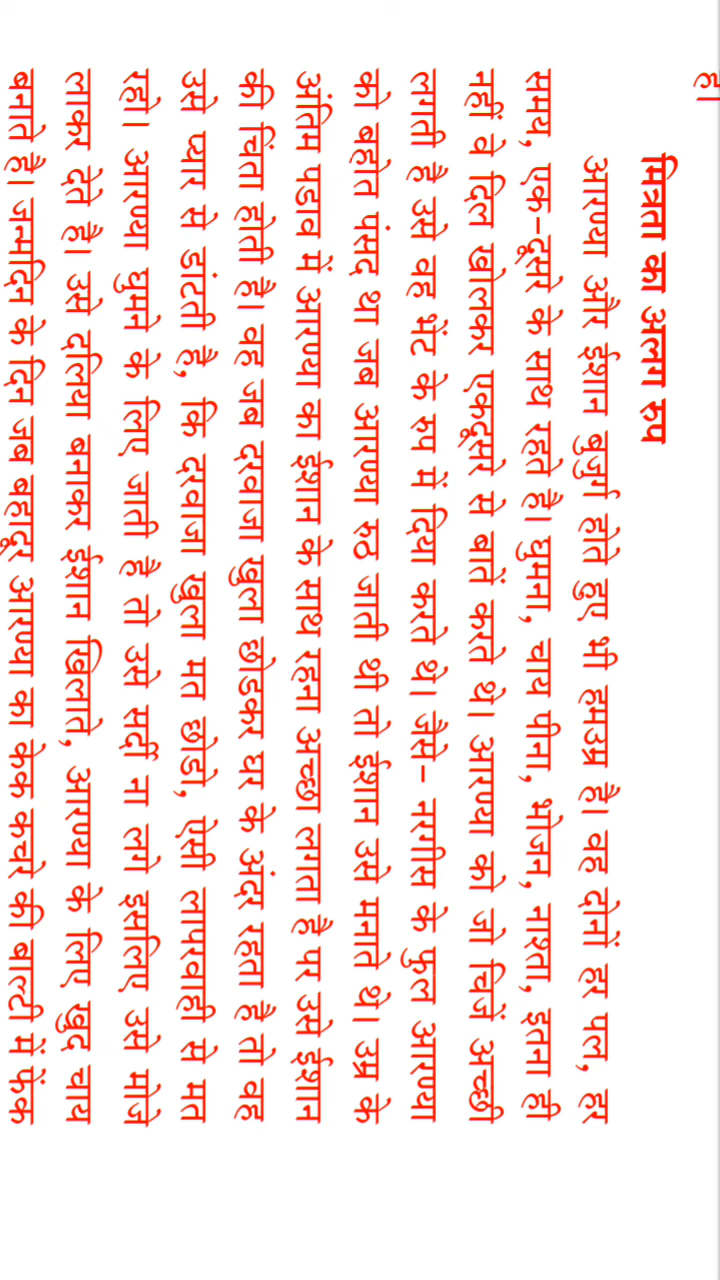 है।
मित्रता का अलग रुप
आरण्या और ईशान बुजुर्ग होते हुए भी हमउम्र है। वह दोनों हर पल, हर
समय, एक-दूसरे के साथ रहते है। घुमना, चाय पीना, भोजन, नाश्ता, इतना ही
नहीं वे दिल खोलकर एकदूसरे से बातें करते थे। आरण्या को जो चिजें अच्छी
लगती है उसे वह भेंट के रुप में दिया करते थे। जैसे- नरगीस के फुल आरण्या
को बहोत पंसद था जब आरण्या रुठ जाती थी तो ईशान उसे मनाते थे। उम्र के
अंतिम पडाव में आरण्या का ईशान के साथ रहना अच्छा लगता है पर उसे ईशान
की चिंता होती है। वह जब दरवाजा खुला छोडकर घर के अंदर रहता है तो वह
उसे प्यार से डांटती है, कि दरवाजा खुला मत छोडो, ऐसी लापरवाही से मत
रहो। आरण्या घुमने के लिए जाती है तो उसे सर्दी ना लगे इसलिए उसे मोजे
लाकर देते है। उसे दलिया बनाकर ईशान खिलाते, आरण्या के लिए खुद चाय
बनाते है। जन्मदिन के दिन जब बहादूर आरण्या का केक कचरे की बाल्टी में फेंक